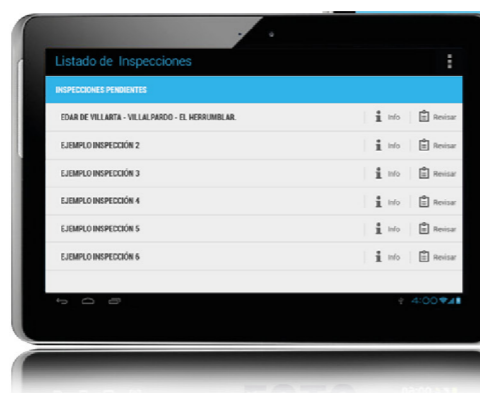 Listado de Inspecciones
INSPECCIONES PENDIENTES
EDAR DE VILLARTA - VILLALPARDO - EL HERRUMBLAR. Info Revisar
EJEMPLO INSPECCIÓN 2 Info Revisar
EJEMPLO INSPECCIÓN 3 Info Revisar
EJEMPLO INSPECCIÓN 4 Info Revisar
EJEMPLO INSPECCIÓN 5 Info Revisar
EJEMPLO INSPECCIÓN 6 Info Revisar
4:00